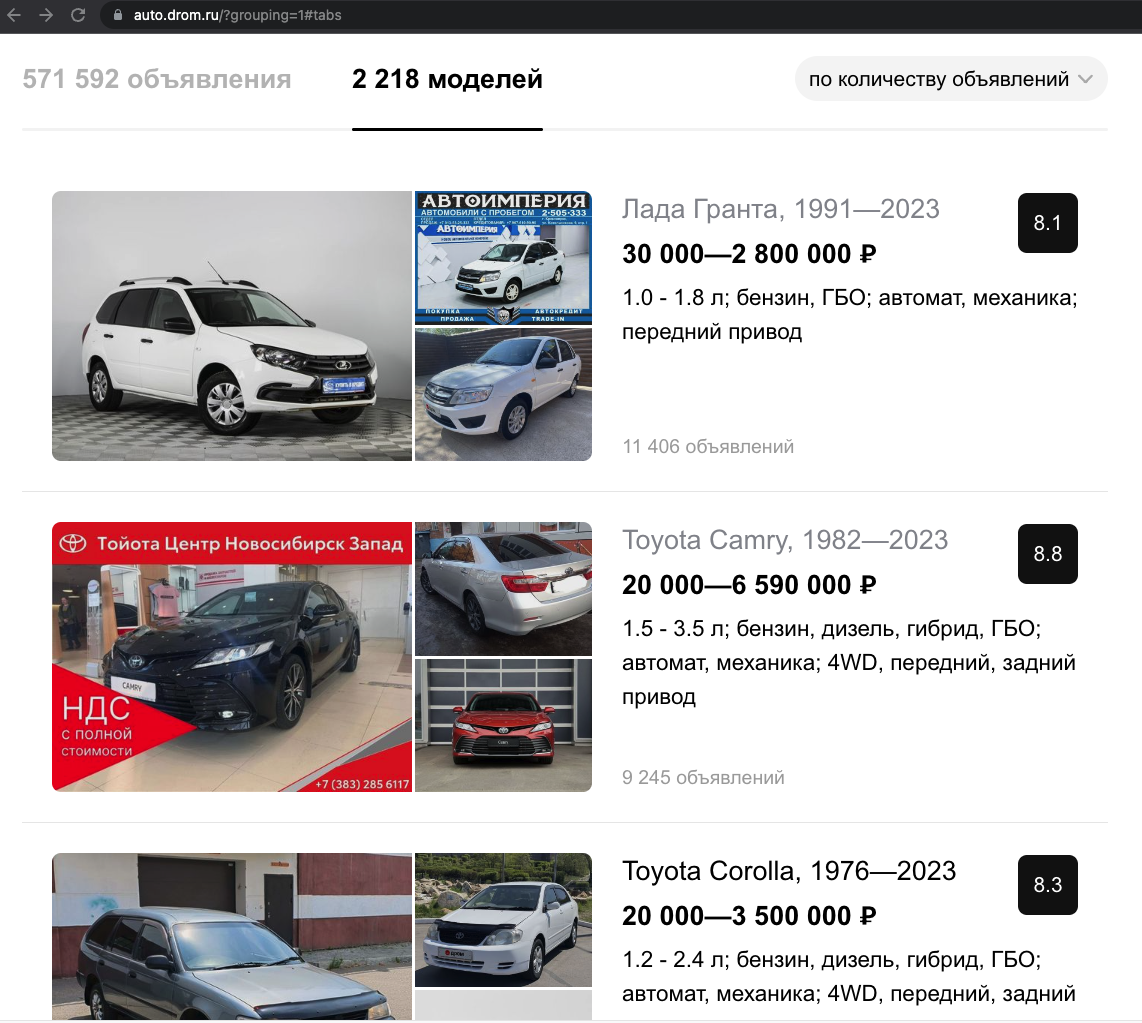 auto.drom.ru/?grouping=1#tabs
571 592 объявления
2 218 моделей
по количеству объявлений
АВТОИМПЕРИЯ
АВТОМОБИЛИ С ПРОБЕГОМ 2-505-333
АВТОИМПЕРИЯ
ПОКУПКА
ПРОДАЖА
АВТОКРЕДИТ
TRADE-IN
Лада Гранта, 1991—2023
8.1
30 000—2 800 000 ₽
1.0 - 1.8 л; бензин, ГБО; автомат, механика;
передний привод
11 406 объявлений
Тойота Центр Новосибирск Запад
CAMRY
НДС
С ПОЛНОЙ
СТОИМОСТИ
+7 (383) 285 6117
Toyota Camry, 1982—2023
8.8
20 000—6 590 000 ₽
1.5 - 3.5 л; бензин, дизель, гибрид, ГБО;
автомат, механика; 4WD, передний, задний
привод
9 245 объявлений
Toyota Corolla, 1976—2023
8.3
20 000—3 500 000 ₽
1.2 - 2.4 л; бензин, дизель, гибрид, ГБО;
автомат, механика; 4WD, передний, задний